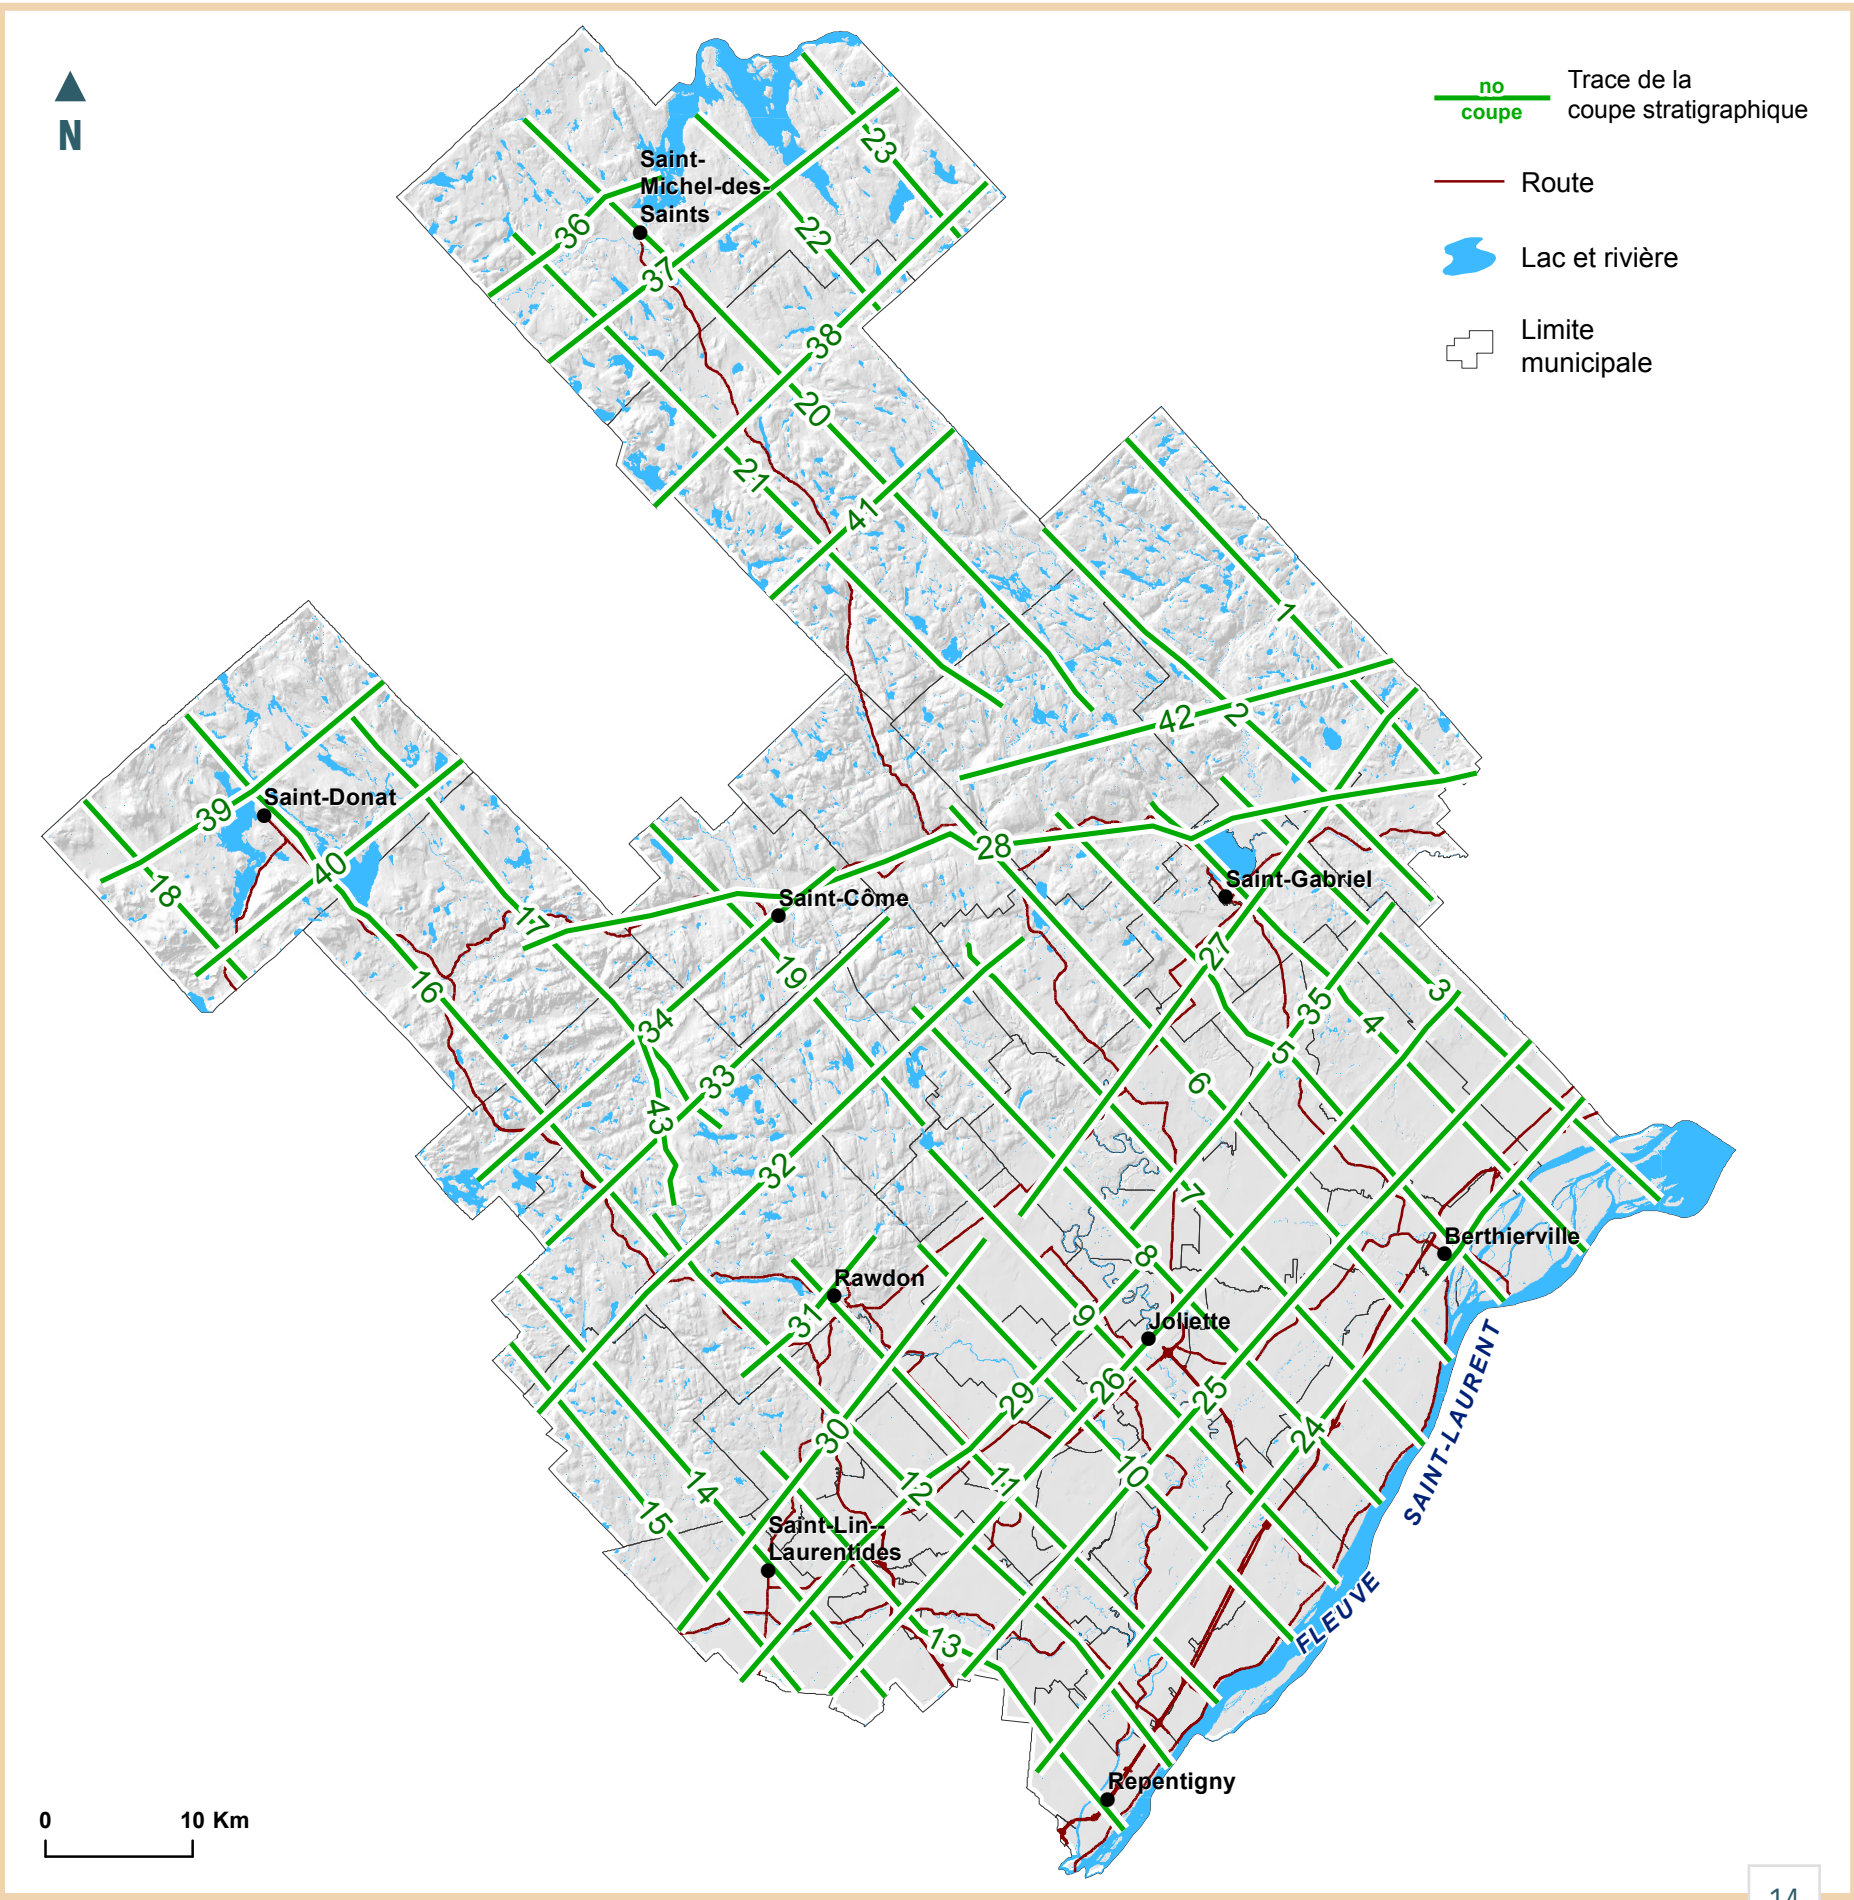 N
no
coupe
Trace de la
coupe stratigraphique
Route
Lac et rivière
Limite
municipale
23
Saint-
Michel-des-
Saints
36
22
37
38
20
21
41
1
42
2
39
Saint-Donat
40
18
28
Saint-Gabriel
Saint-Côme
17
16
19
27
3
35
4
34
5
33
6
43
32
7
Berthierville
8
Rawdon
31
9
Joliette
26
25
29
30
24
10
14
12
11
15
Saint-Lin--
Laurentides
13
FLEUVE
SAINT-LAURENT
Repentigny
0
10 Km
14